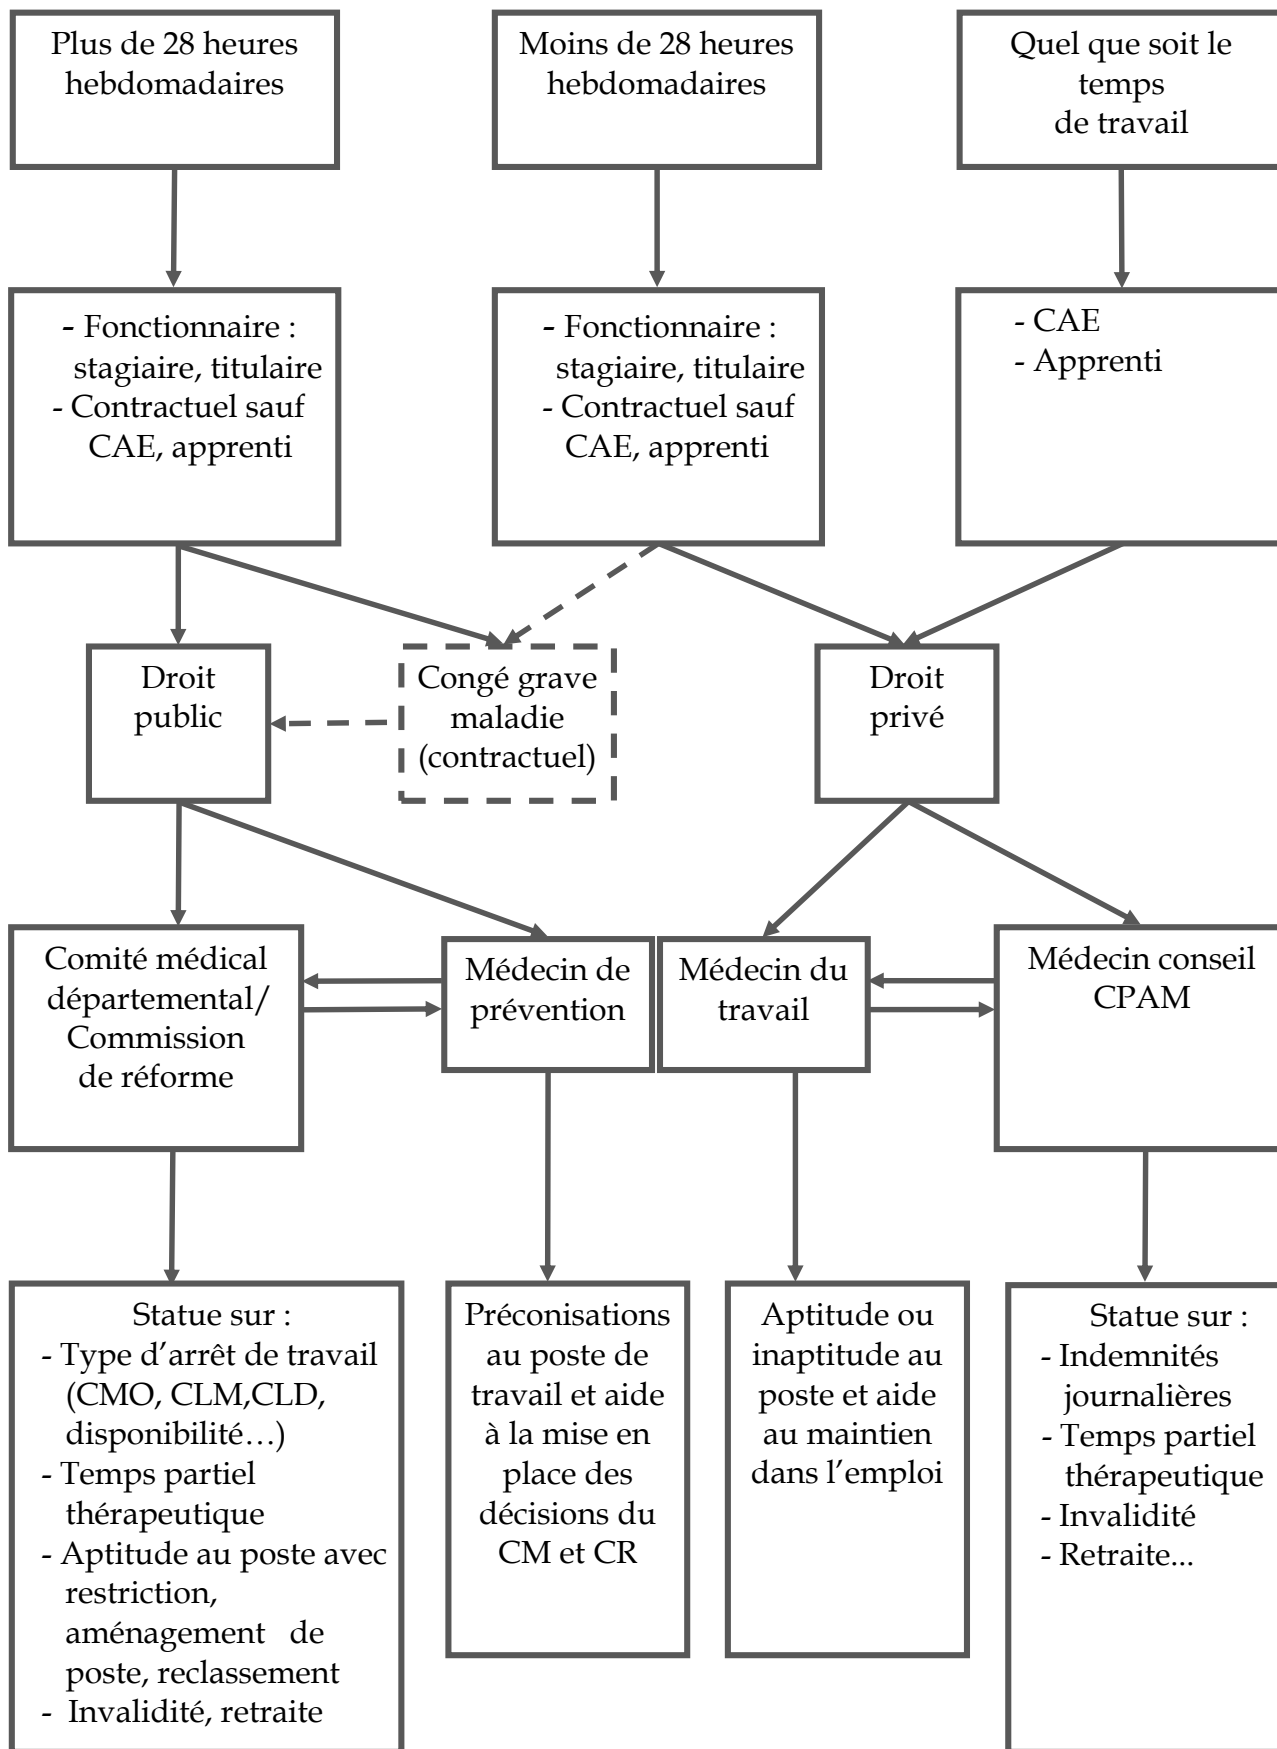 Plus de 28 heures
hebdomadaires
Moins de 28 heures
hebdomadaires
Quel que soit le
temps
de travail
- Fonctionnaire :
stagiaire, titulaire
- Contractuel sauf
CAE, apprenti
- Fonctionnaire :
stagiaire, titulaire
- Contractuel sauf
CAE, apprenti
- CAE
- Apprenti
Droit
public
Congé grave
maladie
(contractuel)
Droit
privé
Comité médical
départemental/
Commission
de réforme
Médecin de
prévention
Médecin du
travail
Médecin conseil
CPAM
Statue sur :
- Type d’arrêt de travail
(CMO, CLM,CLD,
disponibilité…)
- Temps partiel
thérapeutique
- Aptitude au poste avec
restriction,
aménagement de
poste, reclassement
- Invalidité, retraite
Préconisations
au poste de
travail et aide
à la mise en
place des
décisions du
CM et CR
Aptitude ou
inaptitude au
poste et aide
au maintien
dans l’emploi
Statue sur :
- Indemnités
journalières
- Temps partiel
thérapeutique
- Invalidité
- Retraite...